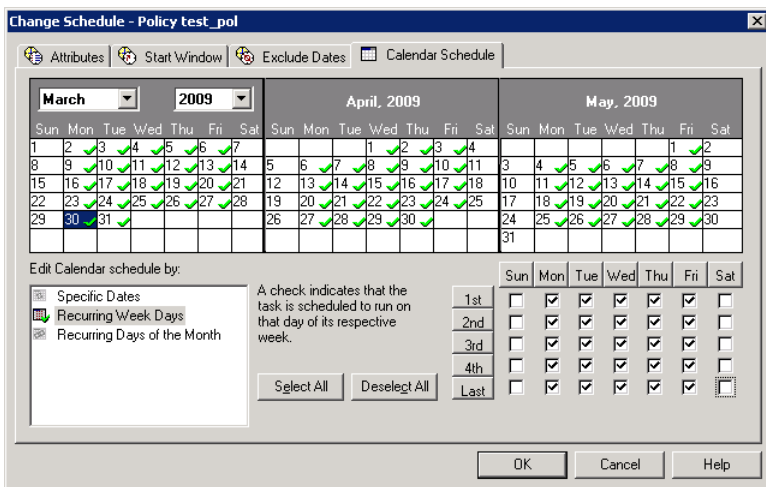 Change Schedule - Policy test_pol
Attributes Start Window Exclude Dates Calendar Schedule
March 2009 April, 2009 May, 2009
Sun Mon Tue Wed Thu Fri Sat Sun Mon Tue Wed Thu Fri Sat Sun Mon Tue Wed Thu Fri Sat
1 2 3 4 5 6 7 1 2 3 4 1 2
8 9 10 11 12 13 14 5 6 7 8 9 10 11 3 4 5 6 7 8 9
15 16 17 18 19 20 21 12 13 14 15 16 17 18 10 11 12 13 14 15 16
22 23 24 25 26 27 28 19 20 21 22 23 24 25 17 18 19 20 21 22 23
29 30 31 26 27 28 29 30 24 25 26 27 28 29 30
31
Edit Calendar schedule by:
Specific Dates
Recurring Week Days
Recurring Days of the Month
A check indicates that the
task is scheduled to run on
that day of its respective
week.
Select All Deselect All
Sun Mon Tue Wed Thu Fri Sat
1st
2nd
3rd
4th
Last
OK Cancel Help